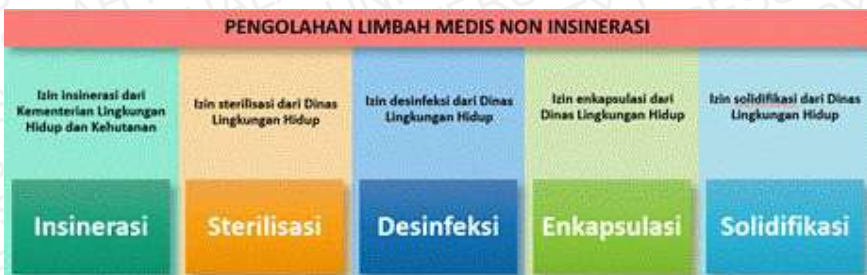 PENGOLAHAN LIMBAH MEDIS NON INSINERASI
Izin insinerasi dari
Kementerian Lingkungan
Hidup dan Kehutanan
Izin sterilisasi dari Dinas
Lingkungan Hidup
Izin desinfeksi dari Dinas
Lingkungan Hidup
Izin enkapsulasi dari
Dinas Lingkungan Hidup
Izin solidifikasi dari Dinas
Lingkungan Hidup
Insinerasi
Sterilisasi
Desinfeksi
Enkapsulasi
Solidifikasi